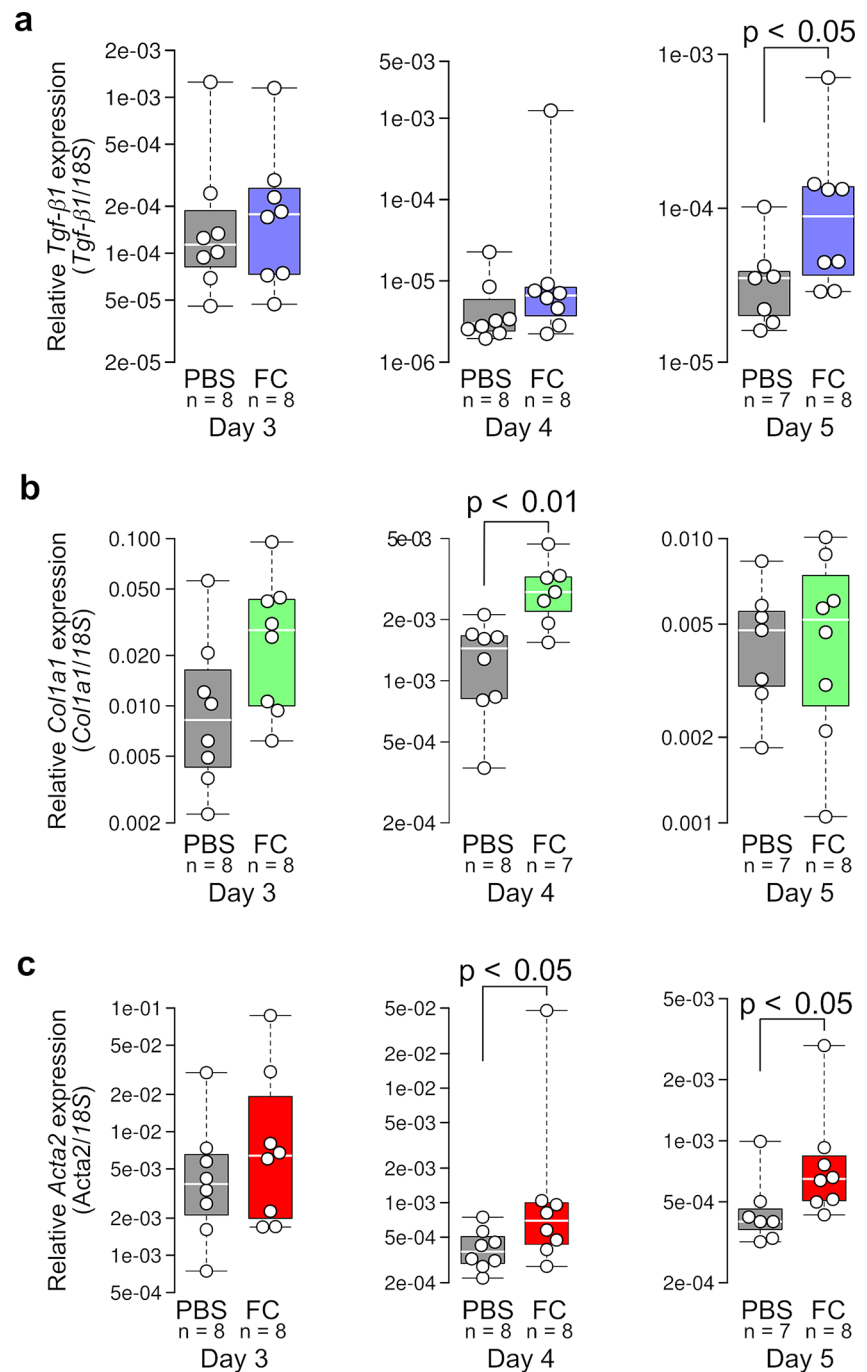 a
Relative Tgf-β1 expression
(Tgf-β1/18S)
2e-03
1e-03
5e-04
2e-04
1e-04
5e-05
2e-05
PBS FC
n = 8 n = 8
Day 3
5e-03
1e-03
1e-04
1e-05
1e-06
PBS FC
n = 8 n = 8
Day 4
p < 0.05
1e-03
1e-04
1e-05
PBS FC
n = 7 n = 8
Day 5
b
Relative Col1a1 expression
(Col1a1/18S)
0.100
0.050
0.020
0.010
0.005
0.002
PBS FC
n = 8 n = 8
Day 3
p < 0.01
5e-03
2e-03
1e-03
5e-04
2e-04
PBS FC
n = 8 n = 7
Day 4
0.010
0.005
0.002
0.001
PBS FC
n = 7 n = 8
Day 5
c
Relative Acta2 expression
(Acta2/18S)
1e-01
5e-02
2e-02
1e-02
5e-03
2e-03
1e-03
5e-04
PBS FC
n = 8 n = 8
Day 3
p < 0.05
5e-02
2e-02
1e-02
5e-03
2e-03
1e-03
5e-04
2e-04
PBS FC
n = 8 n = 8
Day 4
p < 0.05
5e-03
2e-03
1e-03
5e-04
2e-04
PBS FC
n = 7 n = 8
Day 5